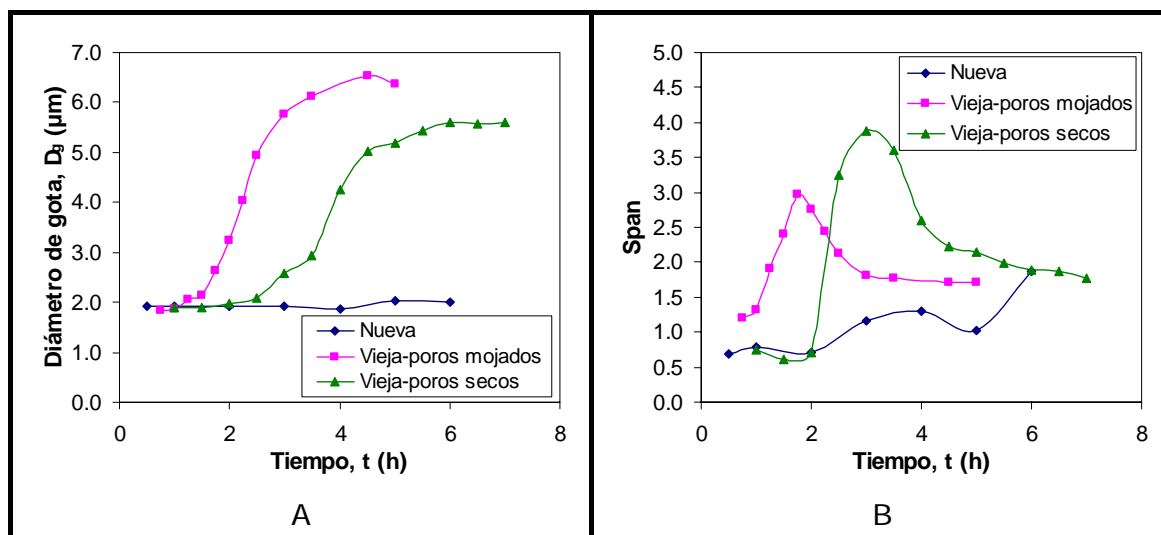 7.0
6.0
5.0
4.0
3.0
2.0
1.0
0.0
Diámetro de gota, Dg (µm)
Nueva
Vieja-poros mojados
Vieja-poros secos
0 2 4 6 8
Tiempo, t (h)
A
5.0
4.5
4.0
3.5
3.0
2.5
2.0
1.5
1.0
0.5
0.0
Span
Nueva
Vieja-poros mojados
Vieja-poros secos
0 2 4 6 8
Tiempo, t (h)
B